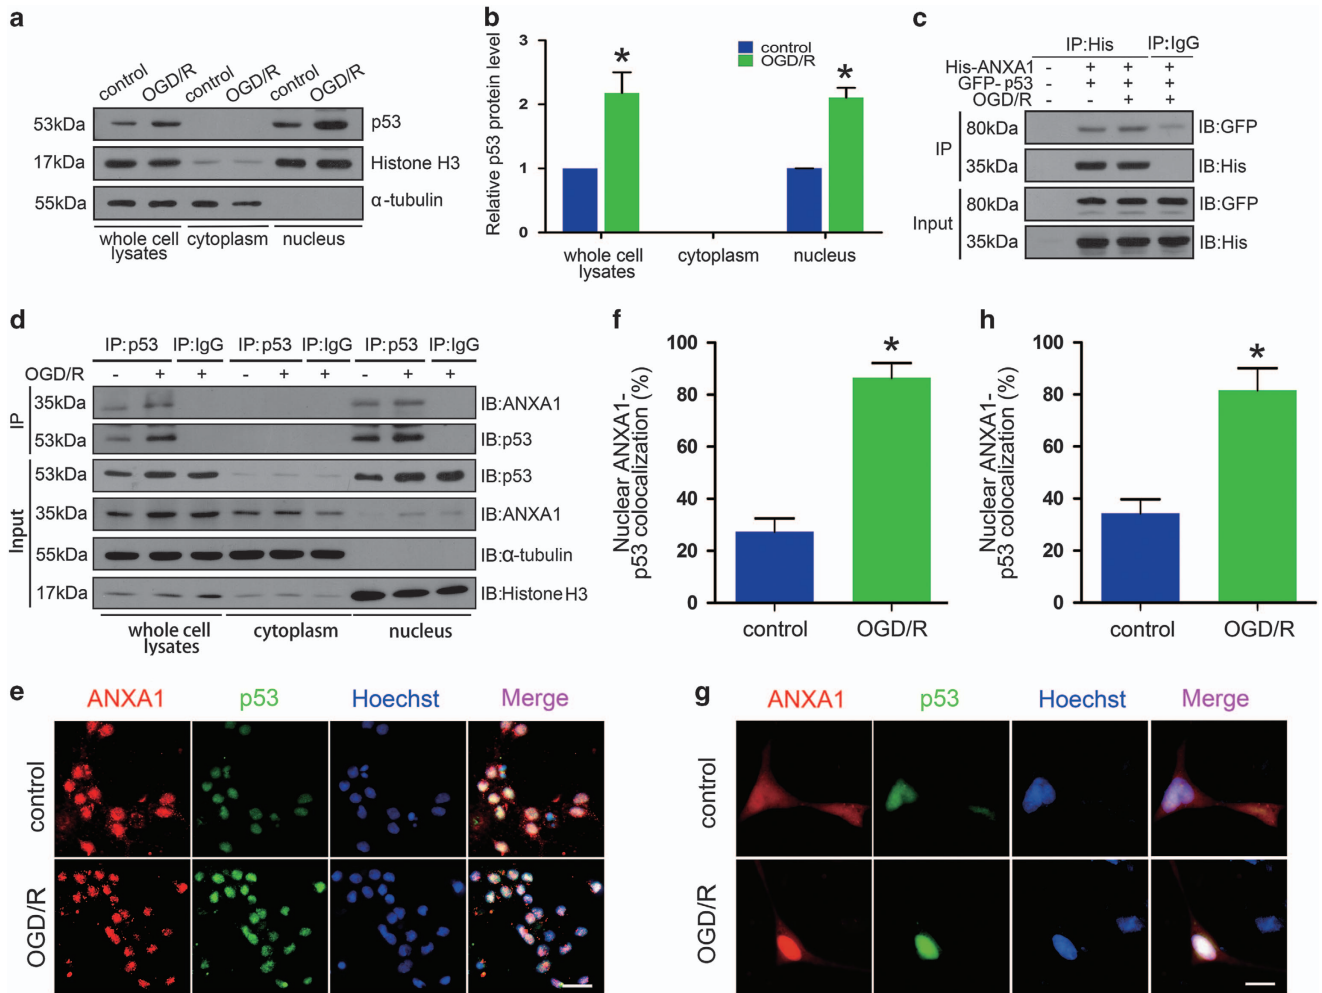 a
control OGD/R control OGD/R control OGD/R
53kDa p53
17kDa Histone H3
55kDa α-tubulin
whole cell lysates cytoplasm nucleus
b
Relative p53 protein level
3
2
1
0
control
OGD/R
*
*
whole cell lysates cytoplasm nucleus
c
IP:His IP:IgG
His-ANXA1 - + + +
GFP-p53 - + + +
OGD/R - - + +
IP
80kDa IB:GFP
35kDa IB:His
Input
80kDa IB:GFP
35kDa IB:His
d
IP:p53 IP:IgG IP:p53 IP:IgG IP:p53 IP:IgG
OGD/R - + + - + + - + +
IP
35kDa IB:ANXA1
53kDa IB:p53
Input
53kDa IB:p53
35kDa IB:ANXA1
55kDa IB:α-tubulin
17kDa IB:Histone H3
whole cell lysates cytoplasm nucleus
f
Nuclear ANXA1-
p53 colocalization (%)
100
80
60
40
20
0
*
control OGD/R
h
Nuclear ANXA1-
p53 colocalization (%)
100
80
60
40
20
0
*
control OGD/R
e
ANXA1 p53 Hoechst Merge
control
OGD/R
g
ANXA1 p53 Hoechst Merge
control
OGD/R